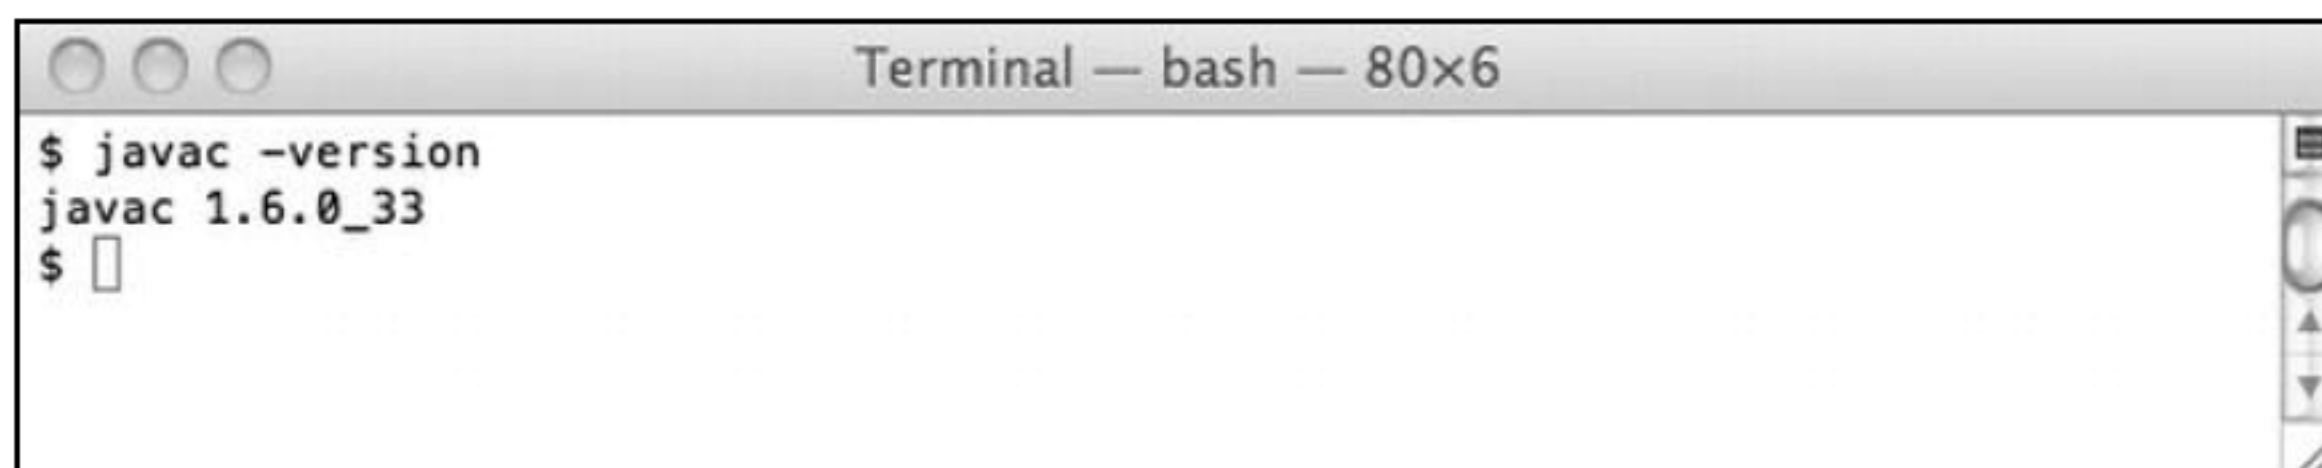 Terminal — bash — 80×6
$ javac -version
javac 1.6.0_33
$